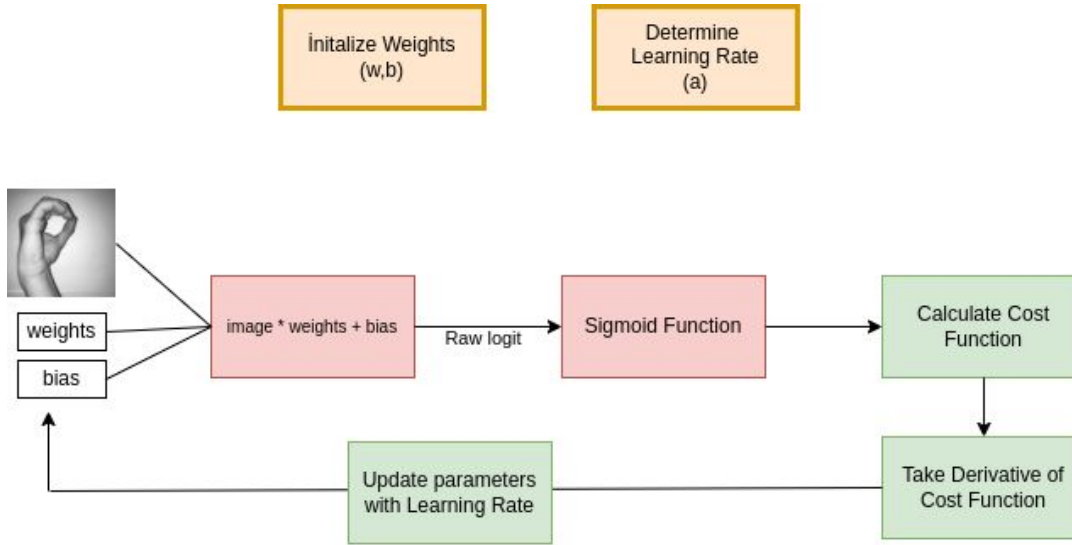 İnitalize Weights
(w,b)
Determine
Learning Rate
(a)
weights
bias
image * weights + bias
Raw logit
Sigmoid Function
Calculate Cost
Function
Update parameters
with Learning Rate
Take Derivative of
Cost Function